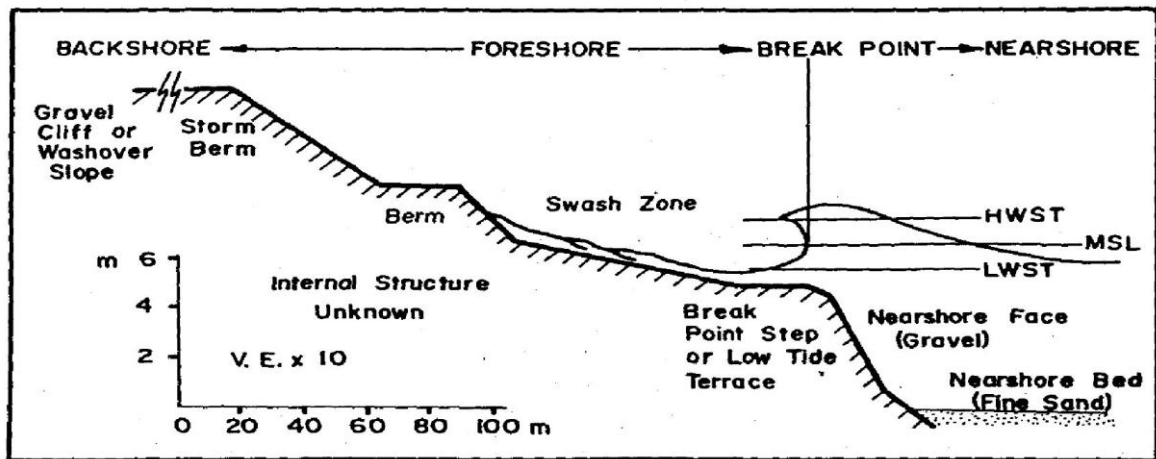 BACKSHORE FORESHORE BREAK POINT NEARSHORE
Gravel
Cliff or
Washover
Slope
Storm
Berm
Berm
Swash Zone
HWST
MSL
LWST
m 6
4
2
Internal Structure
Unknown
V. E. x 10
Break
Point Step
or Low Tide
Terrace
Nearshore Face
(Gravel)
Nearshore Bed
(Fine Sand)
0 20 40 60 80 100 m